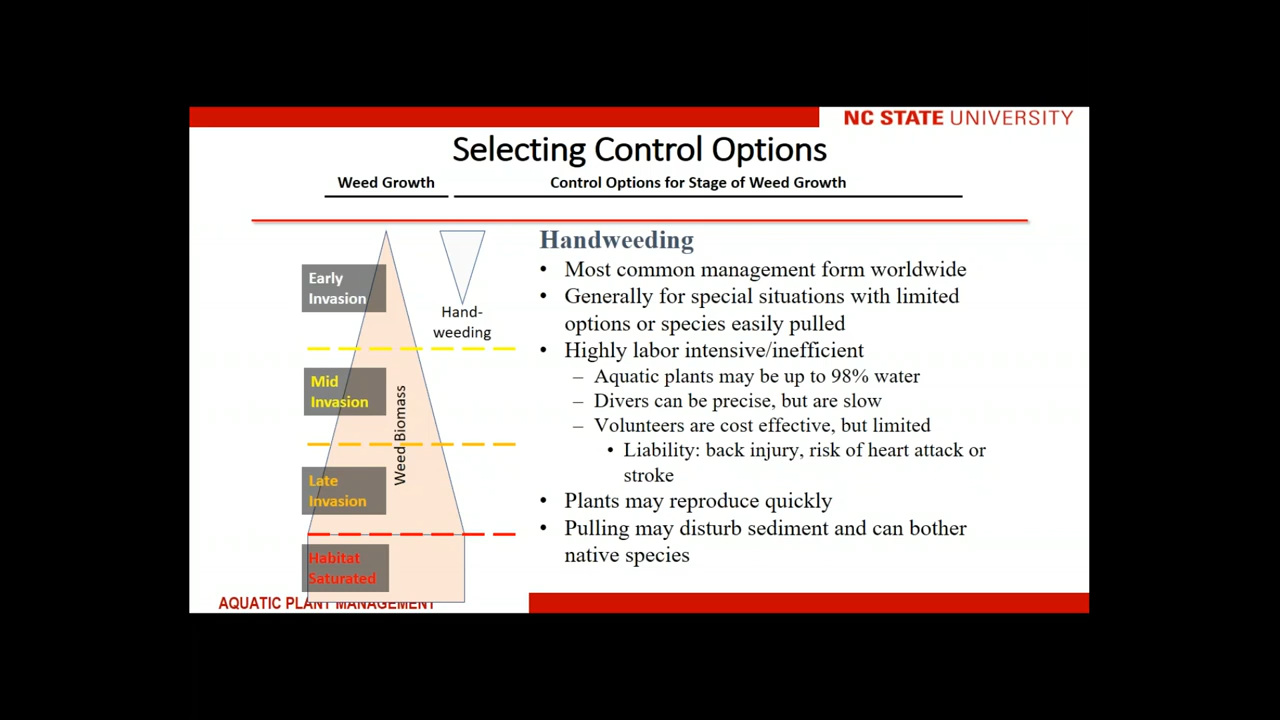 NC STATE UNIVERSITY
Selecting Control Options
Weed Growth
Control Options for Stage of Weed Growth
Early
Invasion
Mid
Invasion
Late
Invasion
Habitat
Saturated
Weed Biomass
Hand-
weeding
Handweeding
• Most common management form worldwide
• Generally for special situations with limited
options or species easily pulled
• Highly labor intensive/inefficient
– Aquatic plants may be up to 98% water
– Divers can be precise, but are slow
– Volunteers are cost effective, but limited
• Liability: back injury, risk of heart attack or
stroke
• Plants may reproduce quickly
• Pulling may disturb sediment and can bother
native species
AQUATIC PLANT MANAGEMENT